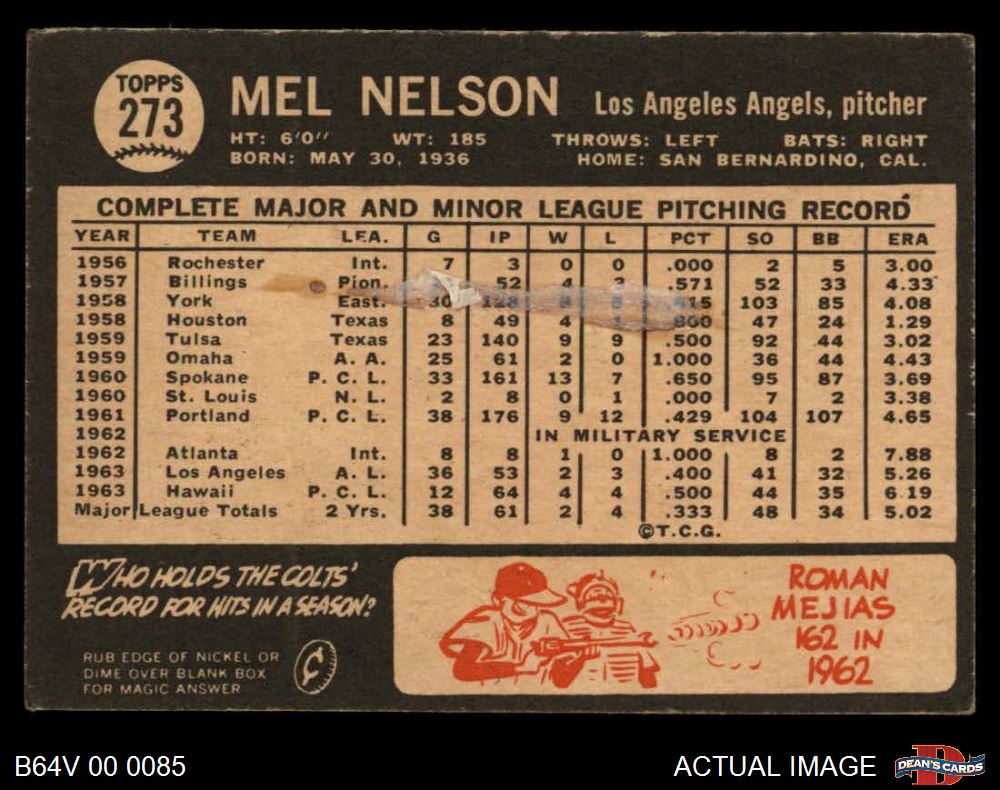 TOPPS
273
MEL NELSON Los Angeles Angels, pitcher
HT: 6'0" WT: 185 THROWS: LEFT BATS: RIGHT
BORN: MAY 30, 1936 HOME: SAN BERNARDINO, CAL.
COMPLETE MAJOR AND MINOR LEAGUE PITCHING RECORD
YEAR TEAM LEA. G IP W L PCT SO BB ERA
1956 Rochester Int. 7 3 0 0 .000 2 5 3.00
1957 Billings Pion. 52 4 3 .571 52 33 4.33
1958 York East. 30 128 8 .615 103 85 4.08
1958 Houston Texas 8 49 4 1 .800 47 24 1.29
1959 Tulsa Texas 23 140 9 9 .500 92 44 3.02
1959 Omaha A. A. 25 61 2 0 1.000 36 44 4.43
1960 Spokane P. C. L. 33 161 13 7 .650 95 87 3.69
1960 St. Louis N. L. 2 8 0 1 .000 7 2 3.38
1961 Portland P. C. L. 38 176 9 12 .429 104 107 4.65
1962 IN MILITARY SERVICE
1962 Atlanta Int. 8 8 1 0 1.000 8 2 7.88
1963 Los Angeles A. L. 36 53 2 3 .400 41 32 5.26
1963 Hawaii P. C. L. 12 64 4 4 .500 44 35 6.19
Major League Totals 2 Yrs. 38 61 2 4 .333 48 34 5.02
©T.C.G.
WHO HOLDS THE COLTS'
RECORD FOR HITS IN A SEASON?
RUB EDGE OF NICKEL OR
DIME OVER BLANK BOX
FOR MAGIC ANSWER
¢
ROMAN
MEJIAS
162 IN
1962
B64V 00 0085 ACTUAL IMAGE DEAN'S CARDS